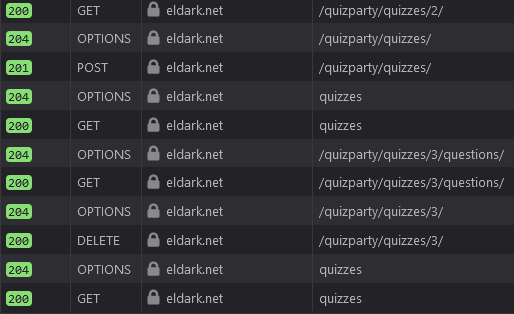 200 GET eldark.net /quizparty/quizzes/2/
204 OPTIONS eldark.net /quizparty/quizzes/
201 POST eldark.net /quizparty/quizzes/
204 OPTIONS eldark.net quizzes
200 GET eldark.net quizzes
204 OPTIONS eldark.net /quizparty/quizzes/3/questions/
200 GET eldark.net /quizparty/quizzes/3/questions/
204 OPTIONS eldark.net /quizparty/quizzes/3/
200 DELETE eldark.net /quizparty/quizzes/3/
204 OPTIONS eldark.net quizzes
200 GET eldark.net quizzes